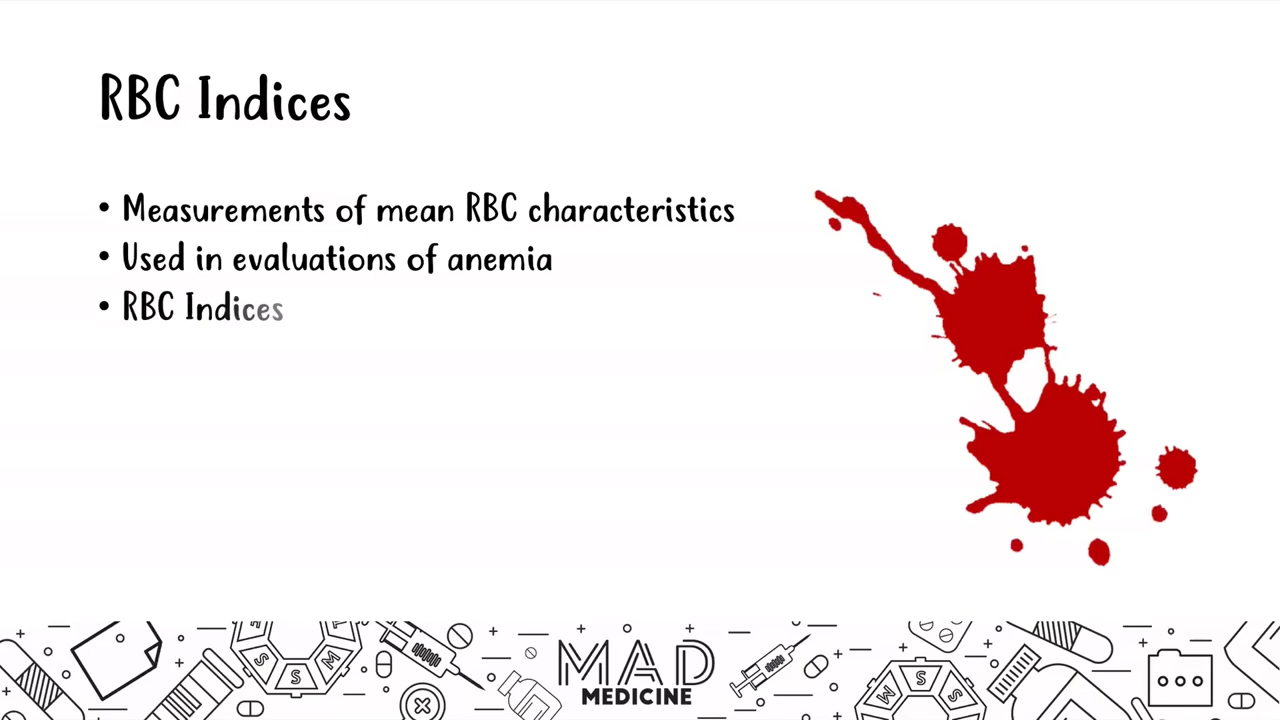 RBC Indices
• Measurements of mean RBC characteristics
• Used in evaluations of anemia
• RBC Indices
MAD
MEDICINE
S
S
M
M
S
S